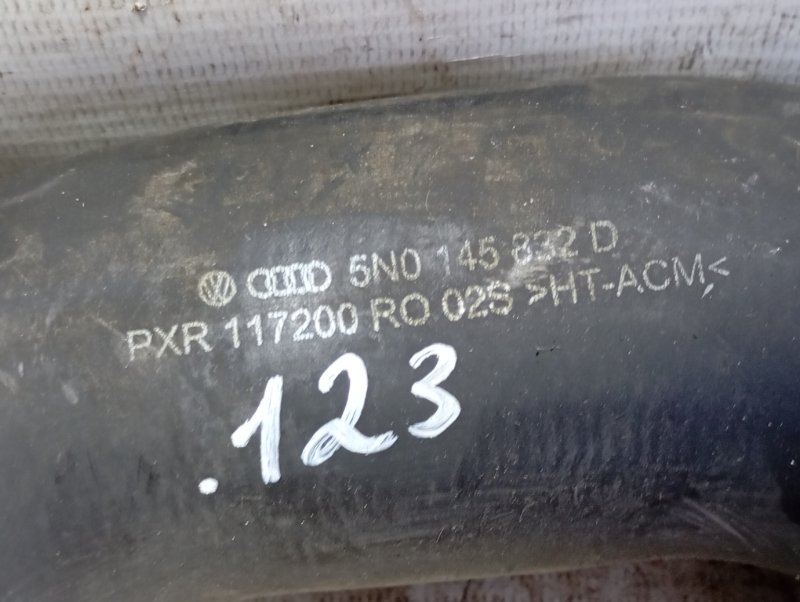 5N0 145 832 D
PXR 117200 RO 02S >HT-ACM<
.123